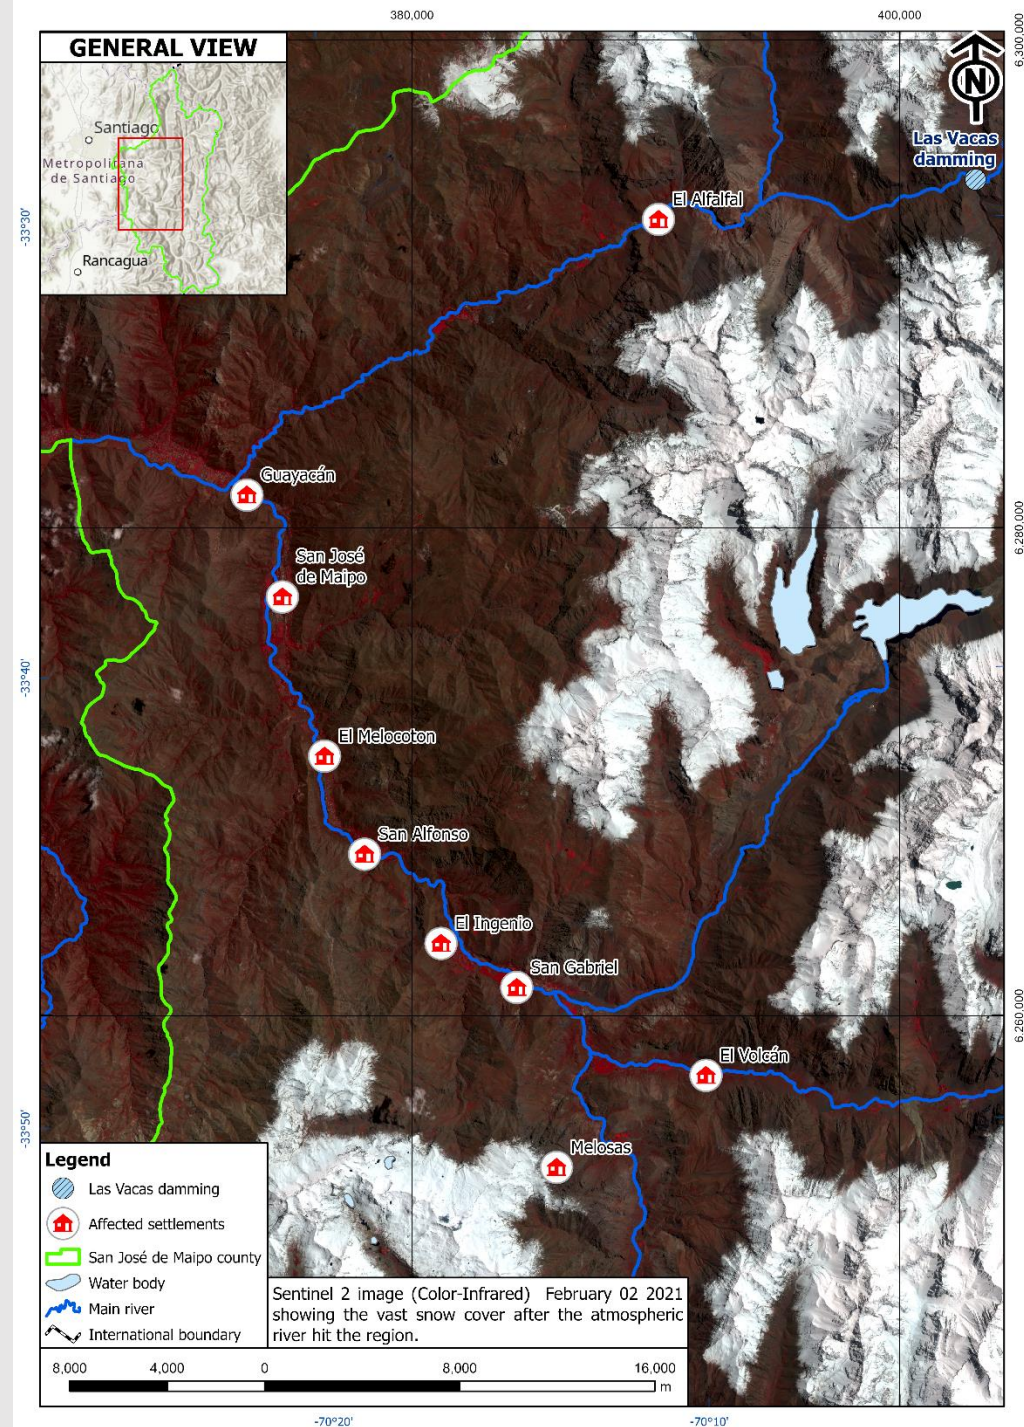 380,000
400,000
6,300,000
GENERAL VIEW
Santiago
Metropolitana
de Santiago
Rancagua
N
Las Vacas
damming
-33°30'
El Alfalfal
Guayacán
6,280,000
San José
de Maipo
-33°40'
El Melocoton
San Alfonso
El Ingenio
San Gabriel
6,260,000
El Volcán
-33°50'
Melosas
Legend
Las Vacas damming
Affected settlements
San José de Maipo county
Water body
Main river
International boundary
Sentinel 2 image (Color-Infrared) February 02 2021
showing the vast snow cover after the atmospheric
river hit the region.
8,000 4,000 0 8,000 16,000
m
-70°20'
-70°10'